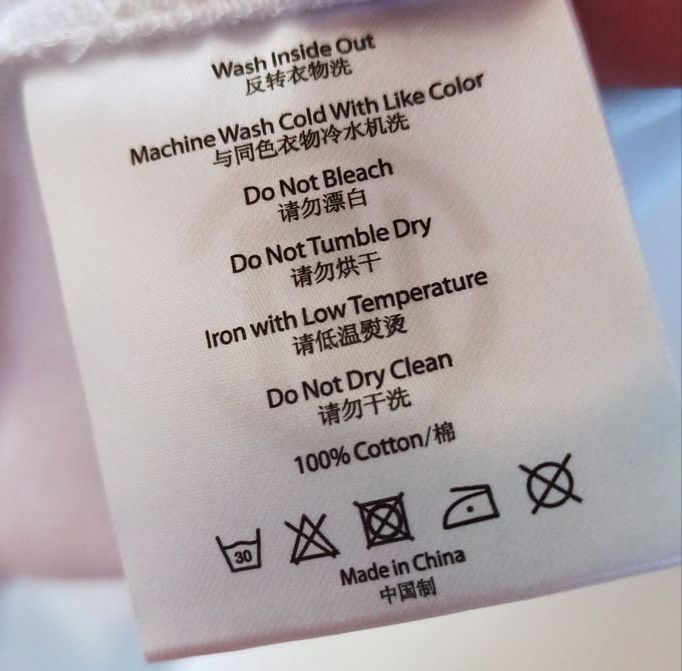 Wash Inside Out
反转衣物洗
Machine Wash Cold With Like Color
与同色衣物冷水机洗
Do Not Bleach
请勿漂白
Do Not Tumble Dry
请勿烘干
Iron with Low Temperature
请低温熨烫
Do Not Dry Clean
请勿干洗
100% Cotton/棉
30
Made in China
中国制